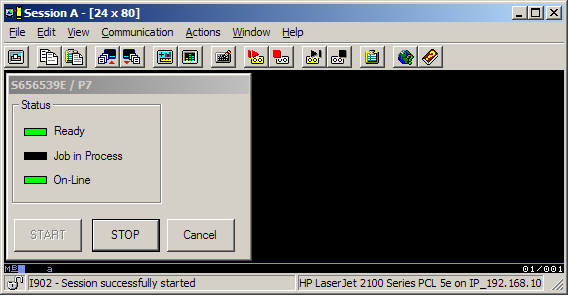 Session A - [24 x 80]
File Edit View Communication Actions Window Help
S656539E / P7
Status
Ready
Job in Process
On-Line
START STOP Cancel
a 01/001
I902 - Session successfully started HP LaserJet 2100 Series PCL 5e on IP_192.168.10